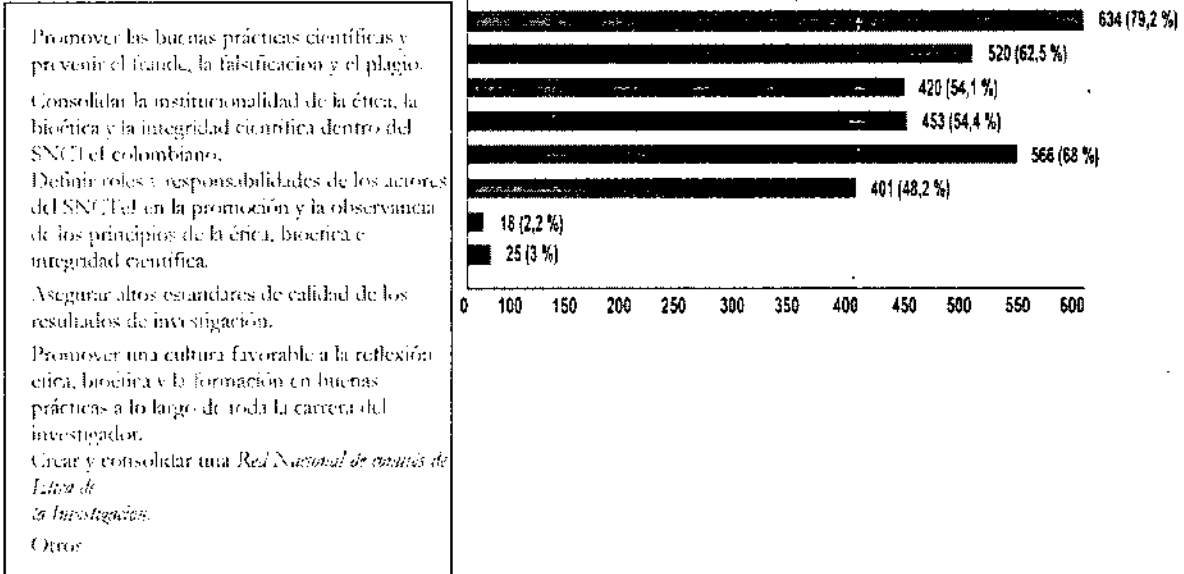 Promover las buenas prácticas científicas y
prevenir el fraude, la falsificación y el plagio.
Consolidar la institucionalidad de la ética, la
bioética y la integridad científica dentro del
SNCTeI colombiano.
Definir roles y responsabilidades de los actores
del SNCTeI en la promoción y la observancia
de los principios de la ética, bioética e
integridad científica.
Asegurar altos estándares de calidad de los
resultados de investigación.
Promover una cultura favorable a la reflexión
ética, bioética y la formación en buenas
prácticas a lo largo de toda la carrera del
investigador.
Crear y consolidar una Red Nacional de comités de
Ética de
la Investigación.
Otros
634 (79,2 %)
520 (62,5 %)
420 (54,1 %)
453 (54,4 %)
566 (68 %)
401 (48,2 %)
18 (2,2 %)
25 (3 %)
0 100 150 200 250 300 350 400 450 500 550 600